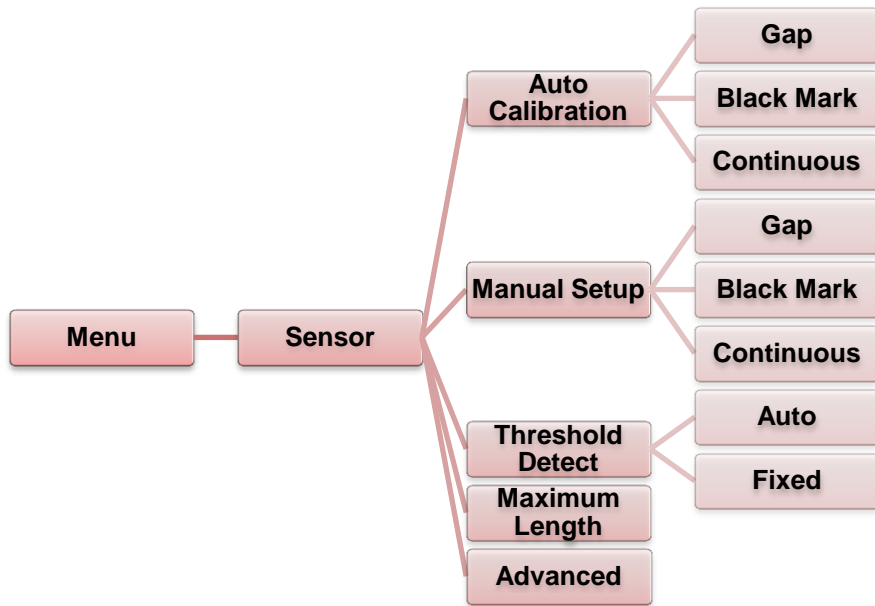 Menu
Sensor
Auto
Calibration
Gap
Black Mark
Continuous
Manual Setup
Gap
Black Mark
Continuous
Threshold
Detect
Auto
Fixed
Maximum
Length
Advanced